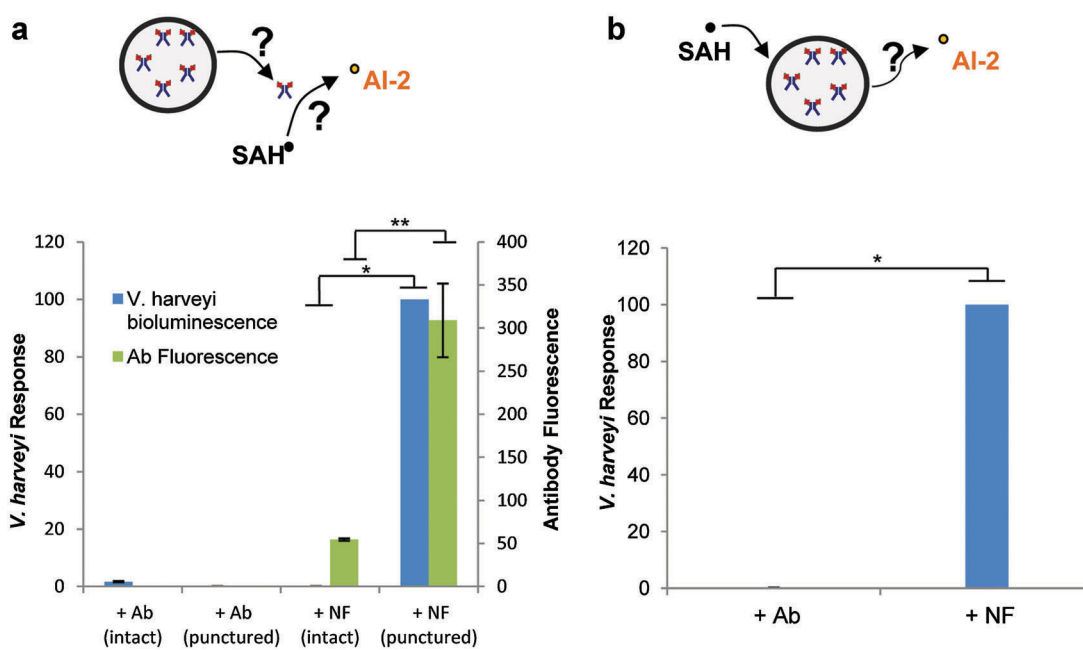 a
?
?
AI-2
SAH
V. harveyi Response
120
100
80
60
40
20
0
V. harveyi
bioluminescence
Ab Fluorescence
*
**
400
350
300
250
200
150
100
50
0
Antibody Fluorescence
+ Ab
(intact)
+ Ab
(punctured)
+ NF
(intact)
+ NF
(punctured)
b
SAH
?
AI-2
V. harveyi Response
120
100
80
60
40
20
0
*
+ Ab
+ NF